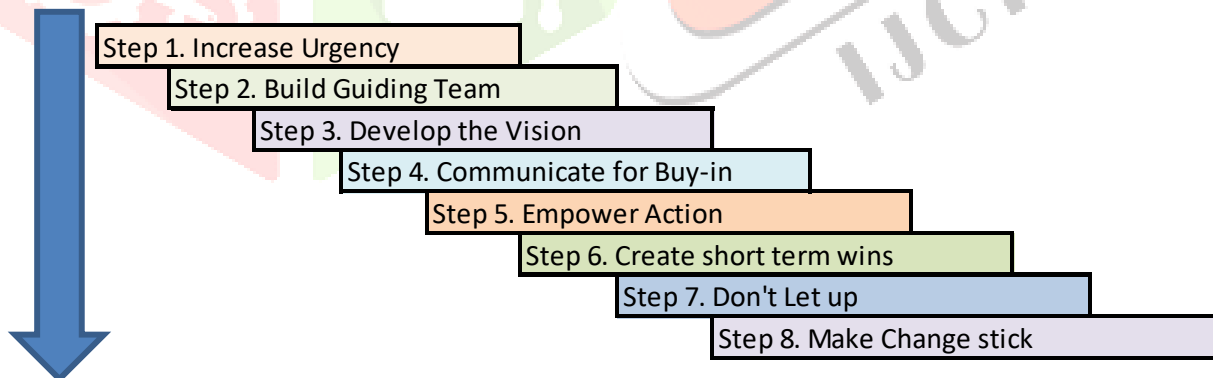 Step 1. Increase Urgency
Step 2. Build Guiding Team
Step 3. Develop the Vision
Step 4. Communicate for Buy-in
Step 5. Empower Action
Step 6. Create short term wins
Step 7. Don't Let up
Step 8. Make Change stick